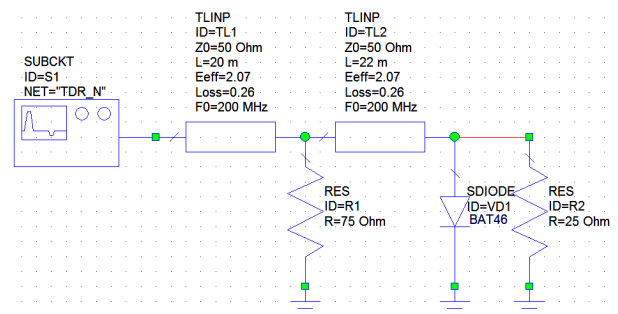 TLINP
ID=TL1
Z0=50 Ohm
L=20 m
Eeff=2.07
Loss=0.26
F0=200 MHz
TLINP
ID=TL2
Z0=50 Ohm
L=22 m
Eeff=2.07
Loss=0.26
F0=200 MHz
SUBCKT
ID=S1
NET="TDR_N"
RES
ID=R1
R=75 Ohm
SDIODE
ID=VD1
BAT46
RES
ID=R2
R=25 Ohm